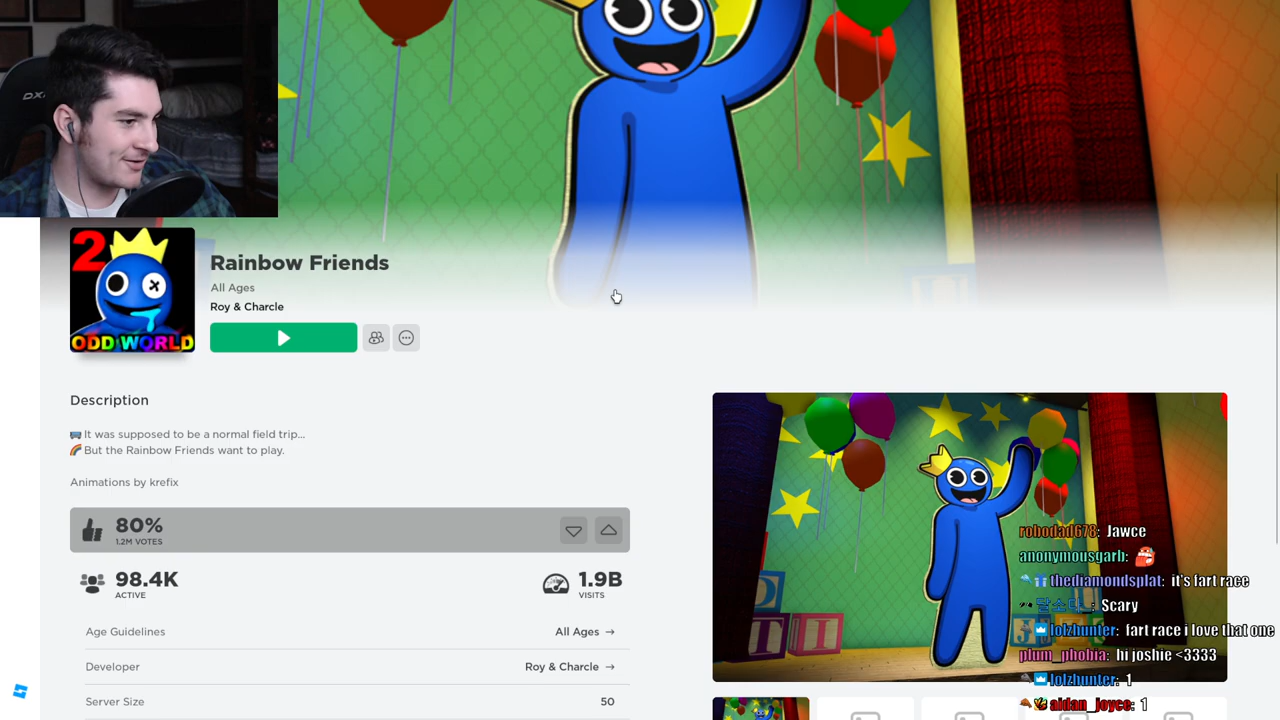 DX
2
ODD WORLD
Rainbow Friends
All Ages
Roy & Charcle
Description
It was supposed to be a normal field trip...
But the Rainbow Friends want to play.
Animations by krefix
80%
1.2M VOTES
98.4K
ACTIVE
1.9B
VISITS
Age Guidelines
All Ages →
Developer
Roy & Charcle →
Server Size
50
robodad678: Jawce
anonymousgarb:
thediamondsplat: it's fart race
Scary
lolzhunter: fart race i love that one
plum_phobia: hi joshie <3333
lolzhunter: 1
aidan_joyce: 1